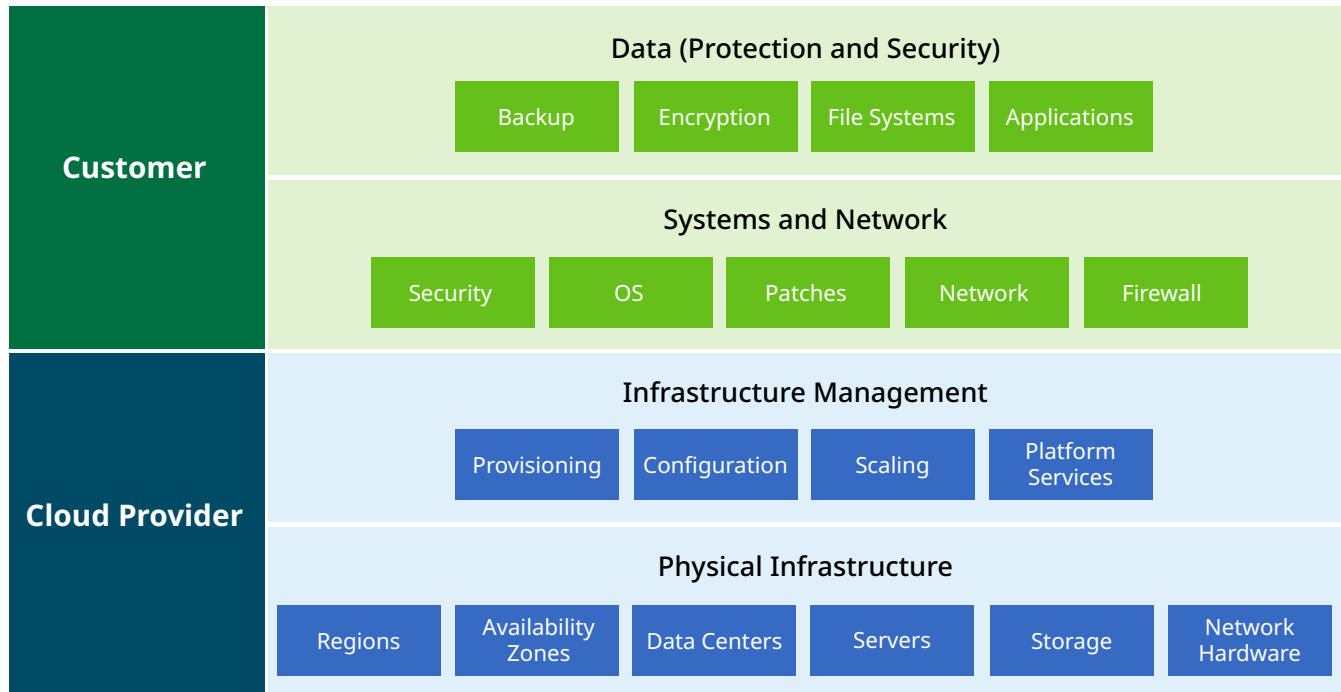 Customer
Data (Protection and Security)
Backup
Encryption
File Systems
Applications
Systems and Network
Security
OS
Patches
Network
Firewall
Cloud Provider
Infrastructure Management
Provisioning
Configuration
Scaling
Platform
Services
Physical Infrastructure
Regions
Availability
Zones
Data Centers
Servers
Storage
Network
Hardware